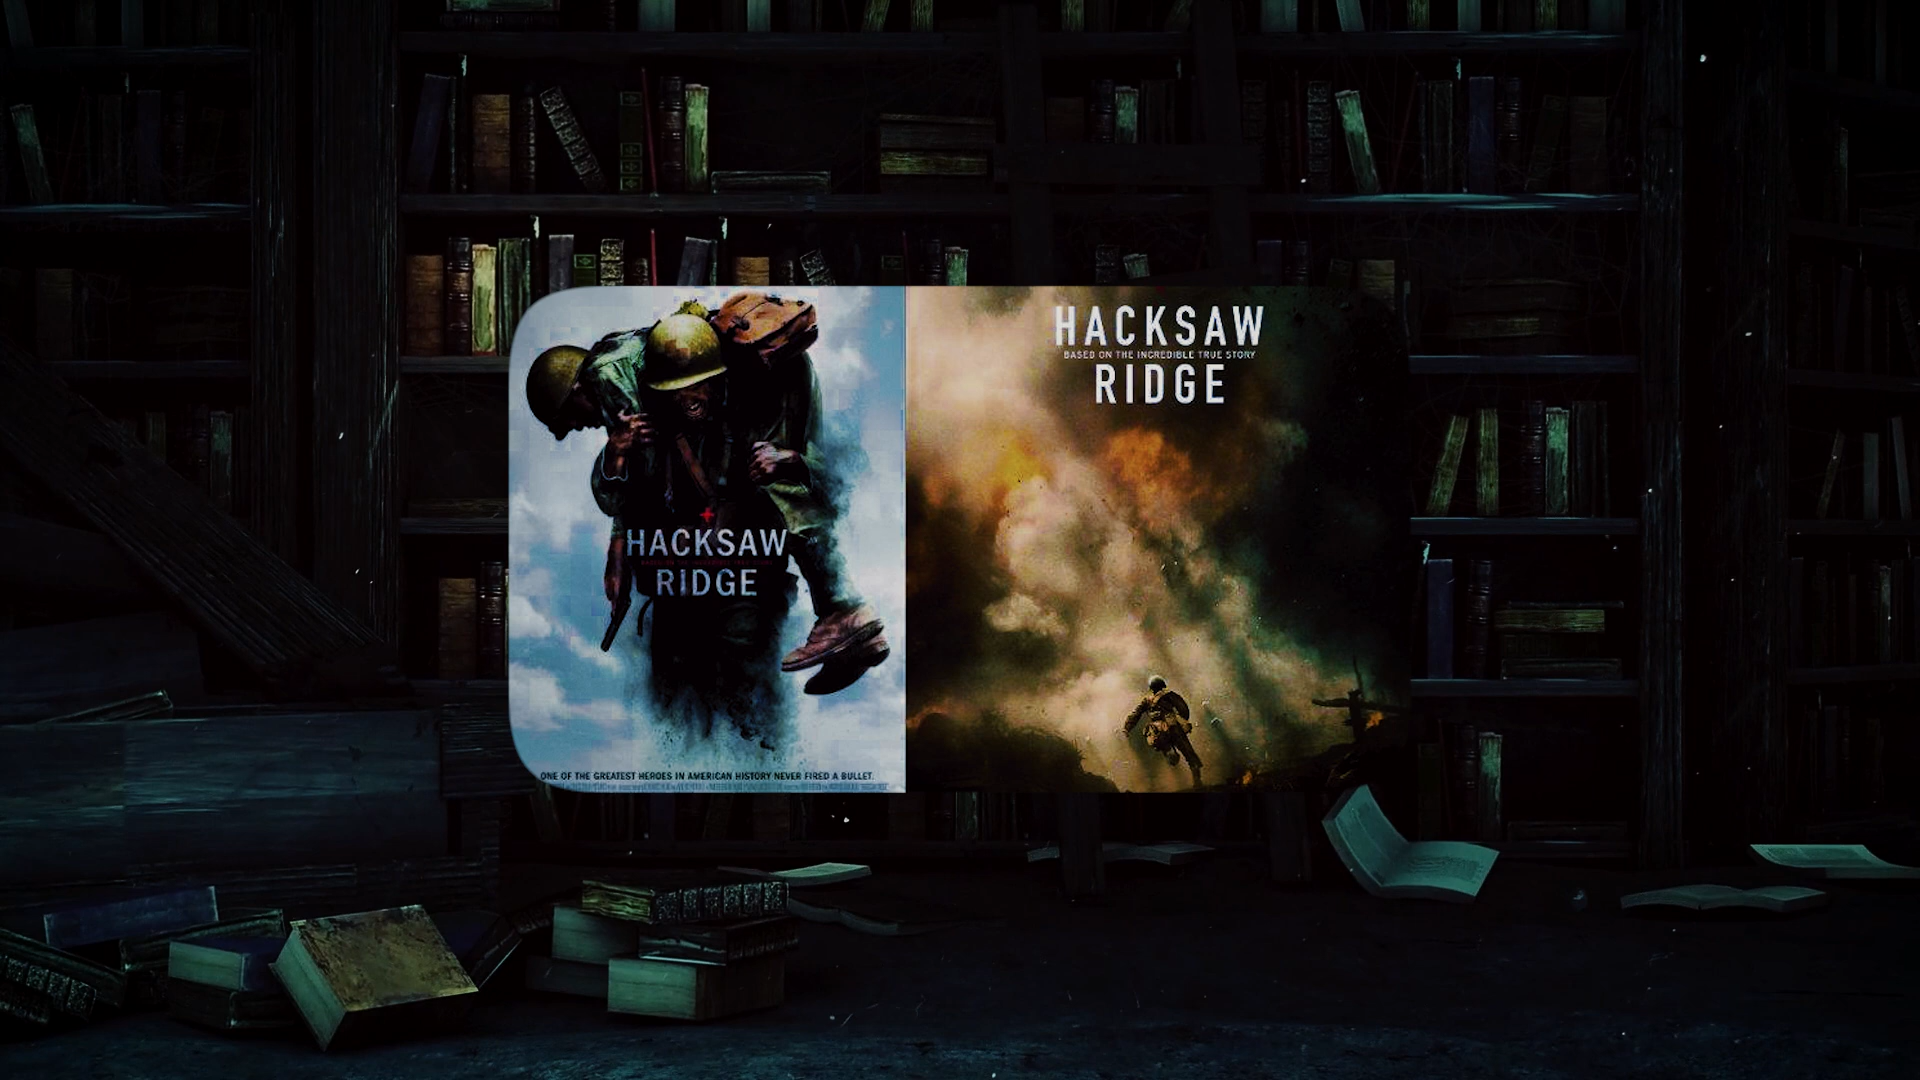 HACKSAW
RIDGE
ONE OF THE GREATEST HEROES IN AMERICAN HISTORY NEVER FIRED A BULLET.
HACKSAW
BASED ON THE INCREDIBLE TRUE STORY
RIDGE